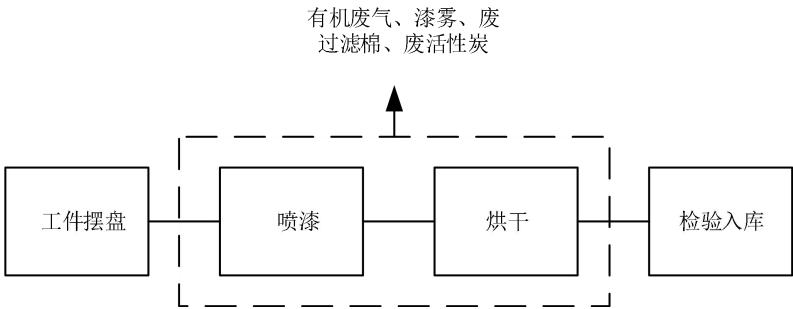 有机废气、漆雾、废
过滤棉、废活性炭
工件摆盘
喷漆
烘干
检验入库